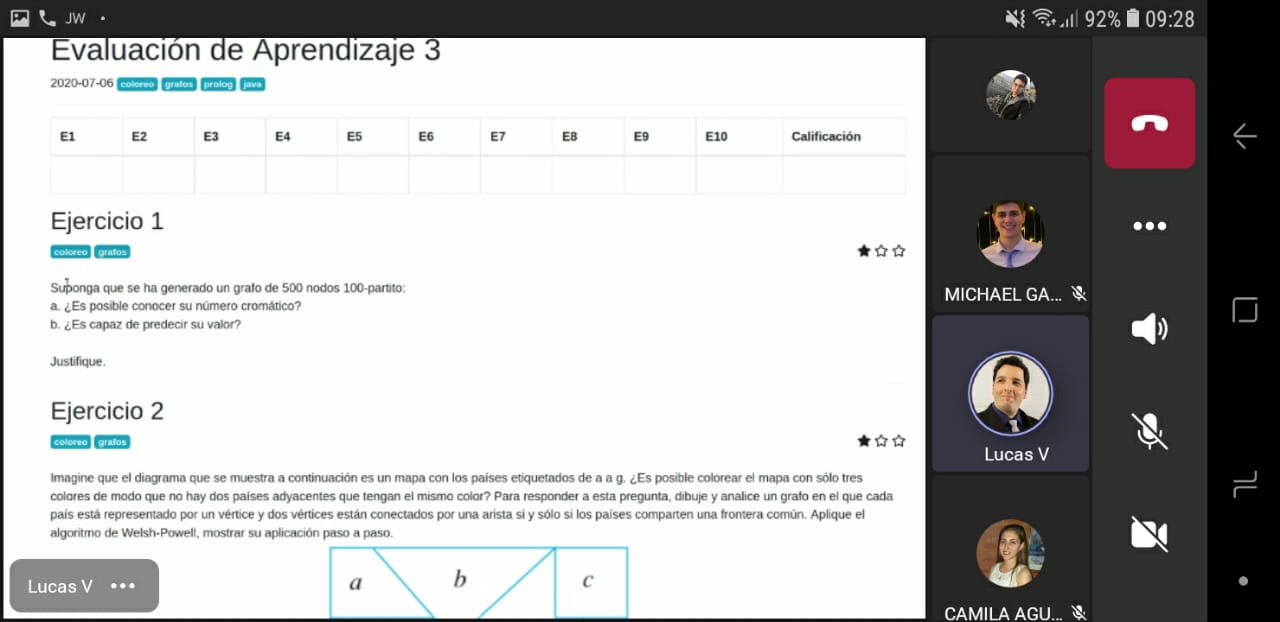 JW
92% 09:28
Evaluación de Aprendizaje 3
2020-07-06 coloreo grafos prolog java
E1 E2 E3 E4 E5 E6 E7 E8 E9 E10 Calificación
Ejercicio 1
coloreo grafos
Suponga que se ha generado un grafo de 500 nodos 100-partito:
a. ¿Es posible conocer su número cromático?
b. ¿Es capaz de predecir su valor?
Justifique.
Ejercicio 2
coloreo grafos
Imagine que el diagrama que se muestra a continuación es un mapa con los países etiquetados de a a g. ¿Es posible colorear el mapa con sólo tres
colores de modo que no hay dos países adyacentes que tengan el mismo color? Para responder a esta pregunta, dibuje y analice un grafo en el que cada
país está representado por un vértice y dos vértices están conectados por una arista si y sólo si los países comparten una frontera común. Aplique el
algoritmo de Welsh-Powell, mostrar su aplicación paso a paso.
a b c
Lucas V •••
MICHAEL GA...
Lucas V
CAMILA AGU...